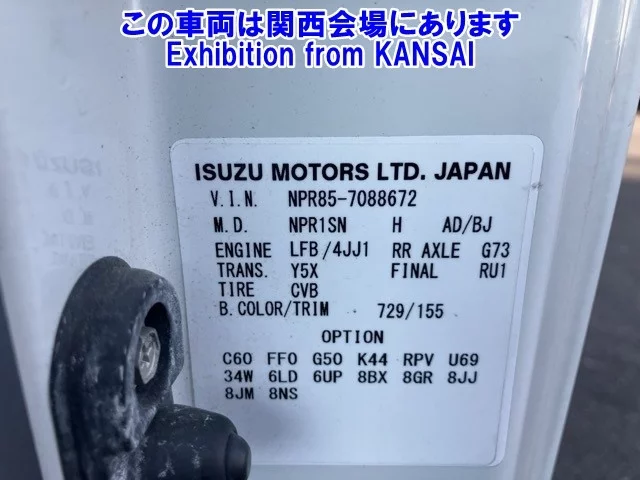 この車両は関西会場にあります
Exhibition from KANSAI
ISUZU MOTORS LTD. JAPAN
V.I.N. NPR85-7088672
M.D. NPR1SN H AD/BJ
ENGINE LFB/4JJ1 RR AXLE G73
TRANS. Y5X FINAL RU1
TIRE CVB
B.COLOR/TRIM 729/155
OPTION
C60 FF0 G50 K44 RPV U69
34W 6LD 6UP 8BX 8GR 8JJ
8JM 8NS